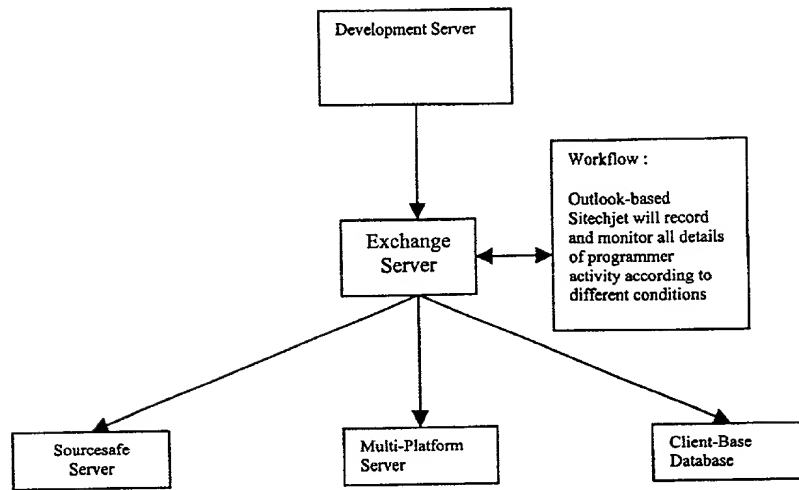 Development Server
Workflow :
Outlook-based
Sitechjet will record
and monitor all details
of programmer
activity according to
different conditions
Exchange
Server
Sourcesafe
Server
Multi-Platform
Server
Client-Base
Database